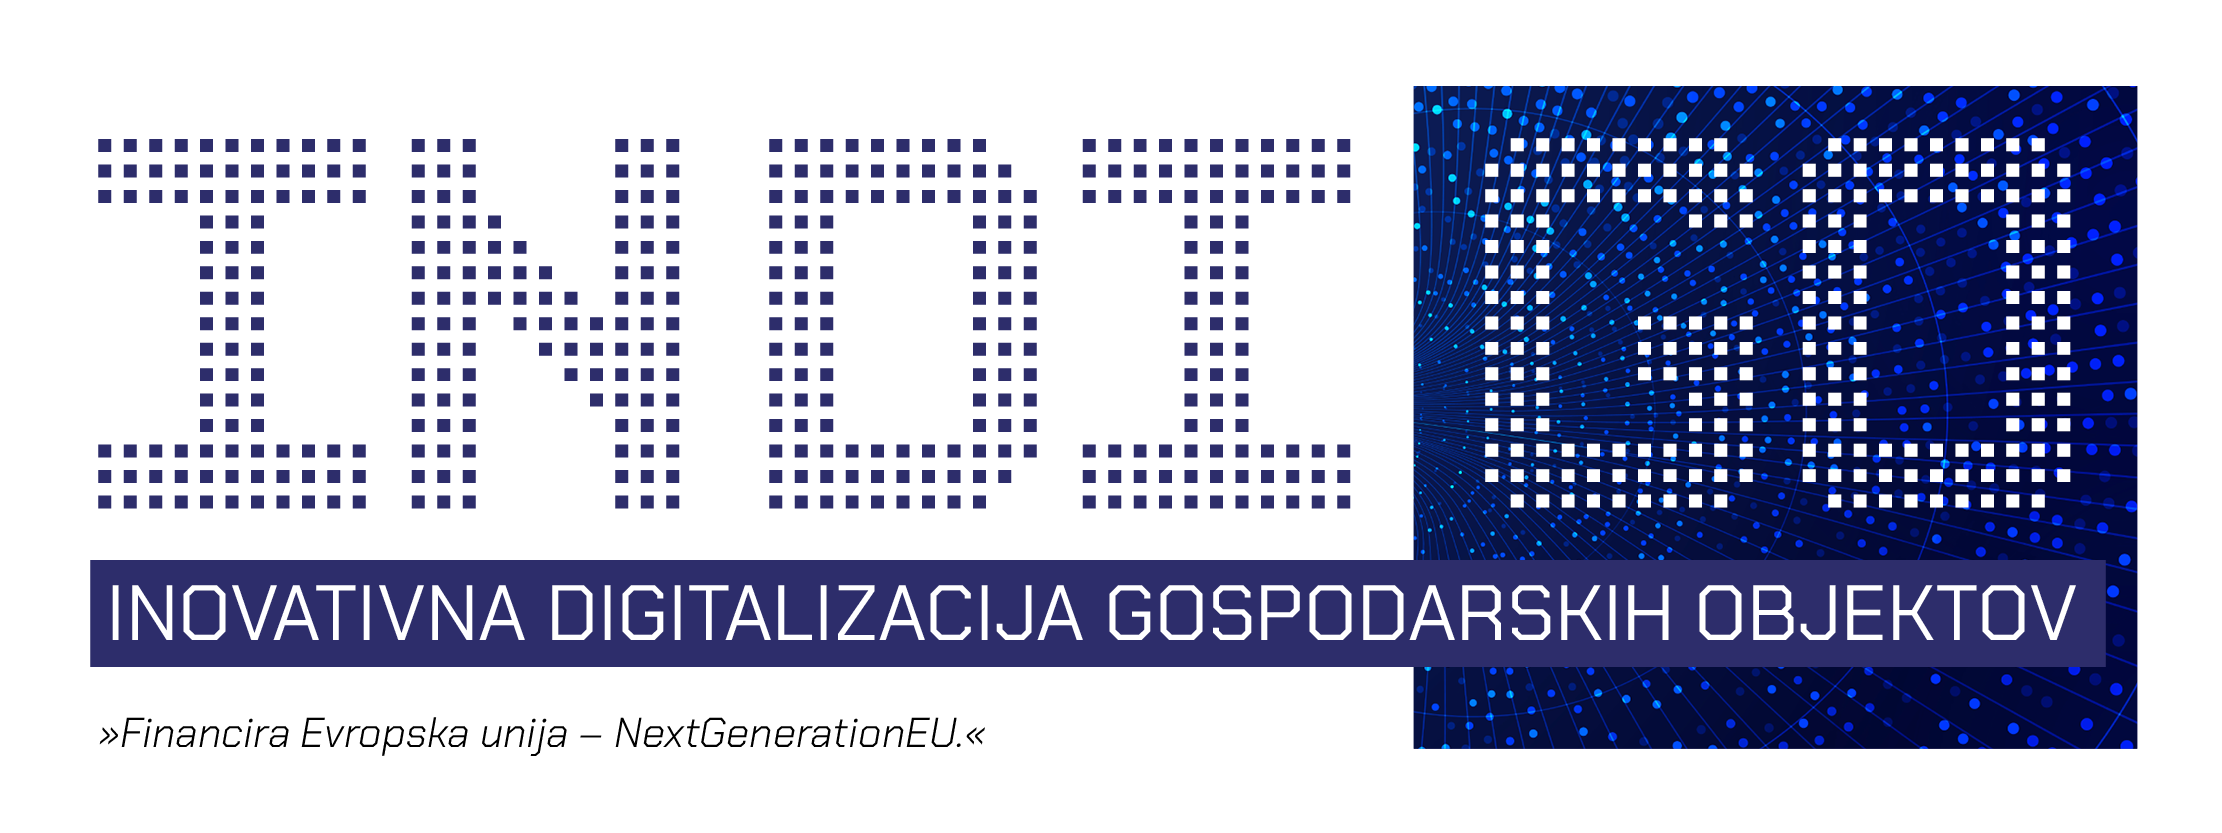 INDIGO
INOVATIVNA DIGITALIZACIJA GOSPODARSKIH OBJEKTOV
»Financira Evropska unija – NextGenerationEU.«